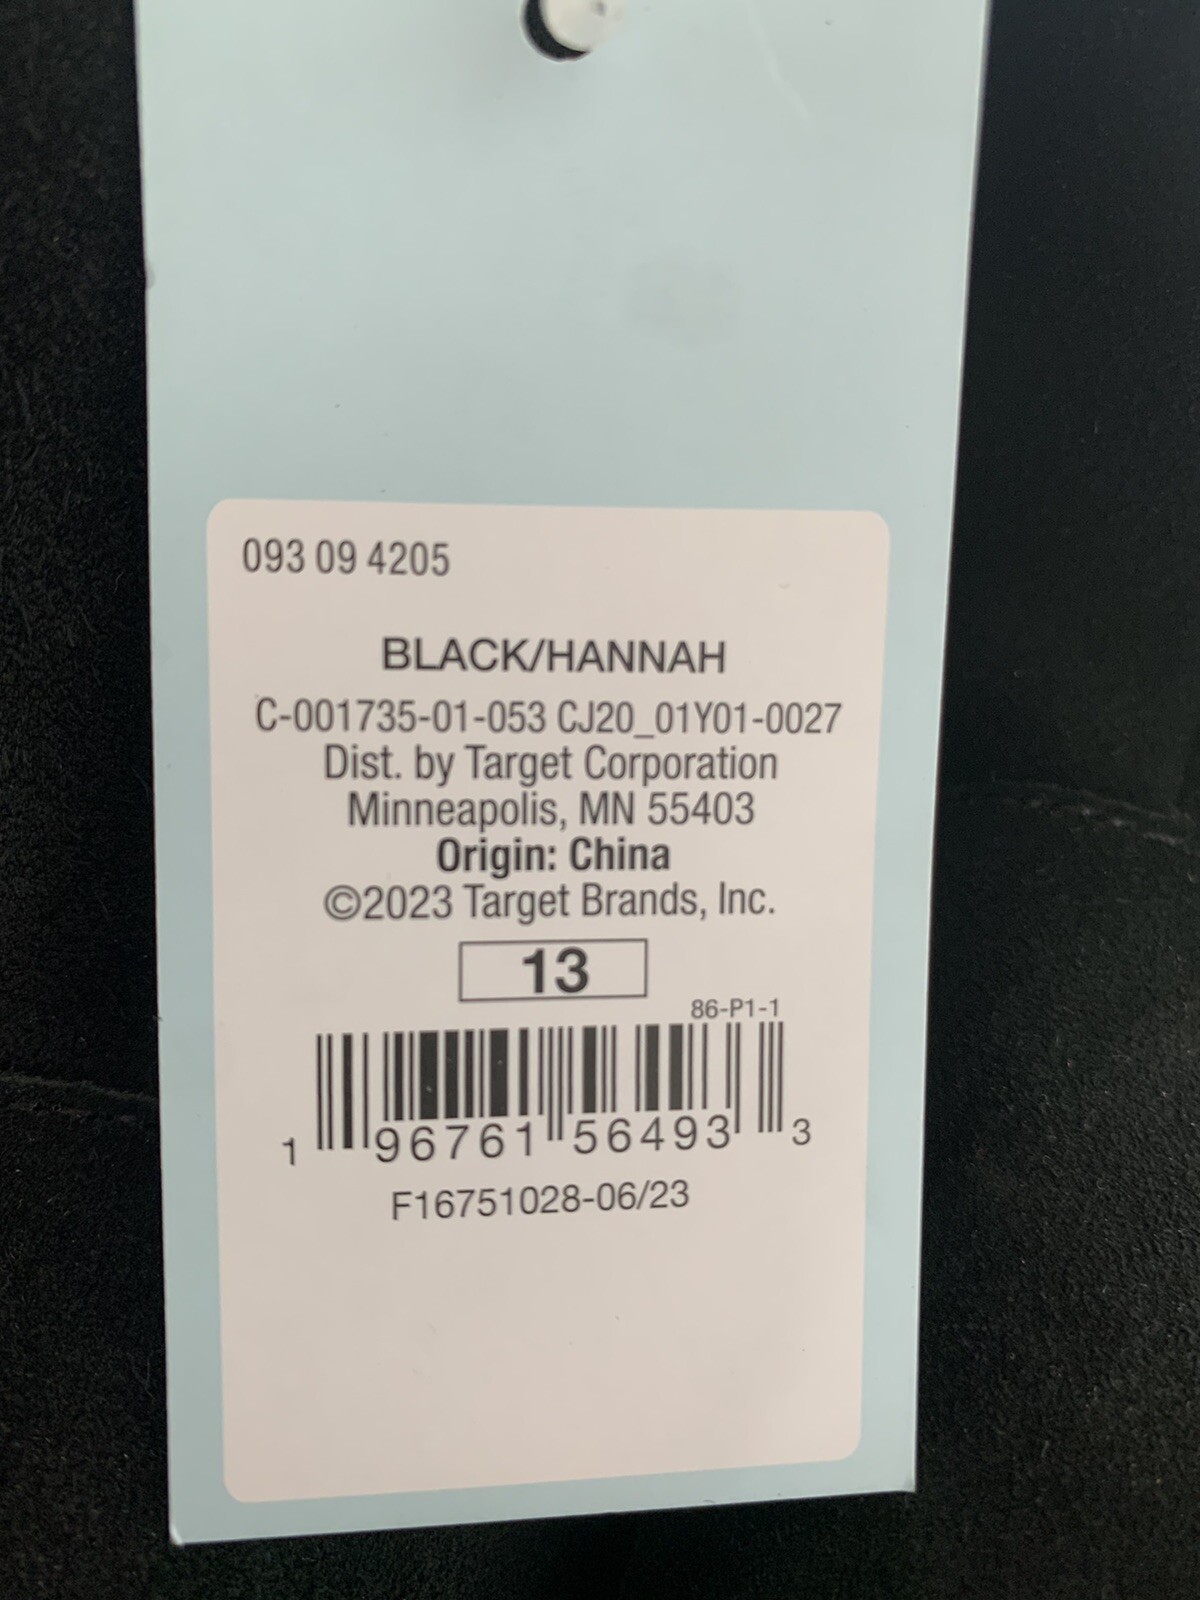 093 09 4205
BLACK/HANNAH
C-001735-01-053 CJ20_01Y01-0027
Dist. by Target Corporation
Minneapolis, MN 55403
Origin: China
©2023 Target Brands, Inc.
13
86-P1-1
1 96761 56493 3
F16751028-06/23